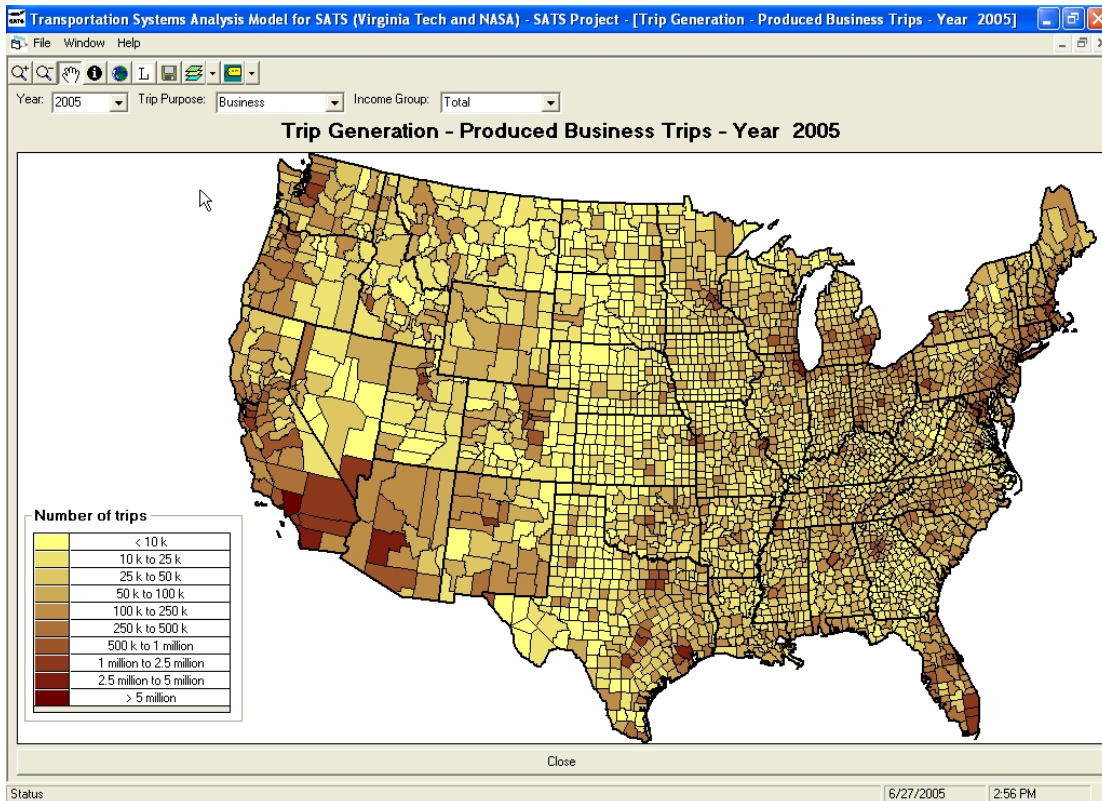 SATS Transportation Systems Analysis Model for SATS (Virginia Tech and NASA) - SATS Project - [Trip Generation - Produced Business Trips - Year 2005]
File Window Help
L
Year: 2005 Trip Purpose: Business Income Group: Total
Trip Generation - Produced Business Trips - Year 2005
Number of trips
< 10 k
10 k to 25 k
25 k to 50 k
50 k to 100 k
100 k to 250 k
250 k to 500 k
500 k to 1 million
1 million to 2.5 million
2.5 million to 5 million
> 5 million
Close
Status 6/27/2005 2:56 PM